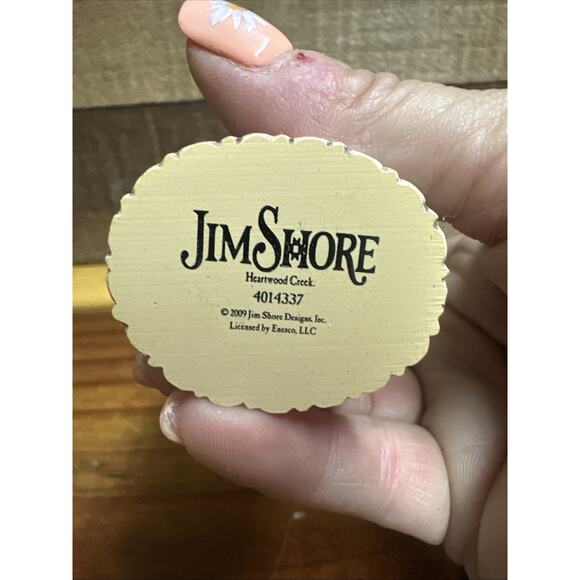 JIM SHORE
Heartwood Creek.
4014337
© 2009 Jim Shore Designs, Inc.
Licensed by Enesco, LLC